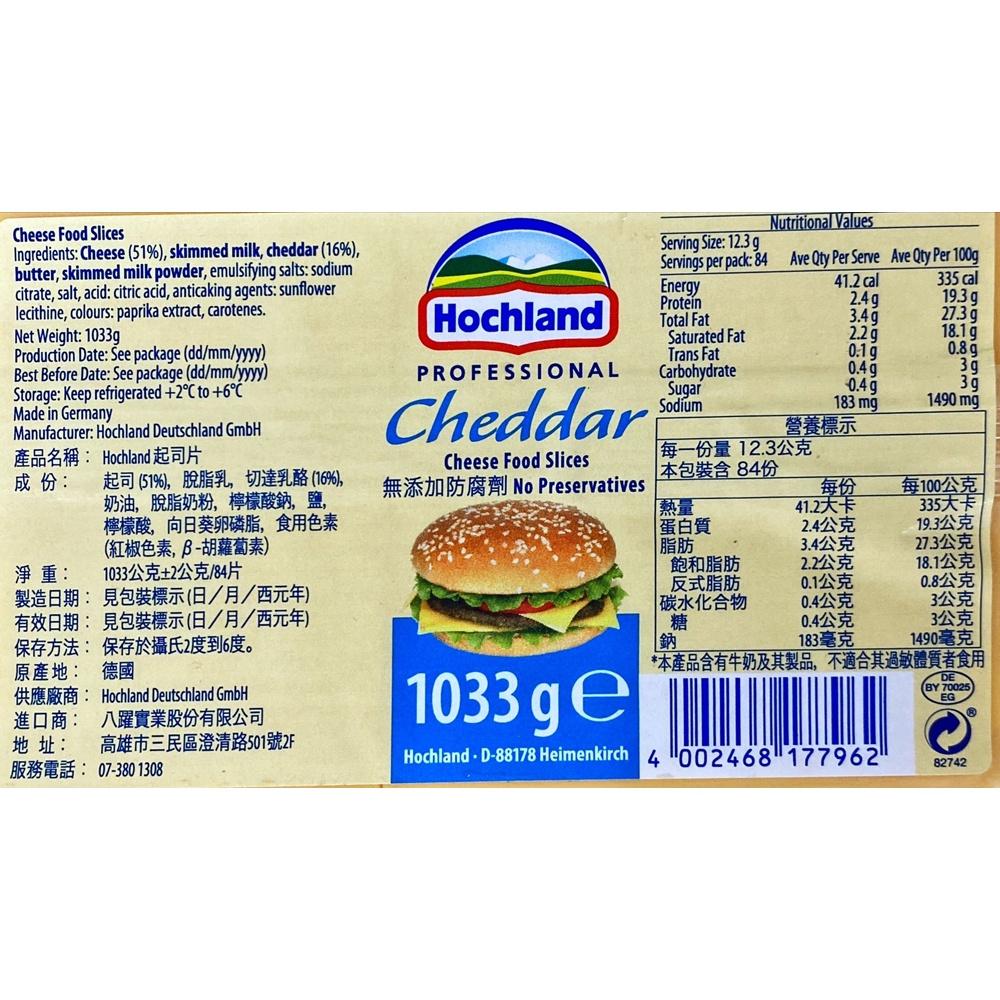 Cheese Food Slices
Ingredients: Cheese (51%), skimmed milk, cheddar (16%),
butter, skimmed milk powder, emulsifying salts: sodium
citrate, salt, acid: citric acid, anticaking agents: sunflower
lecithine, colours: paprika extract, carotenes.
Net Weight: 1033g
Production Date: See package (dd/mm/yyyy)
Best Before Date: See package (dd/mm/yyyy)
Storage: Keep refrigerated +2°C to +6°C
Made in Germany
Manufacturer: Hochland Deutschland GmbH
產品名稱： Hochland 起司片
成 份： 起司 (51%), 脫脂乳, 切達乳酪 (16%),
奶油, 脫脂奶粉, 檸檬酸鈉, 鹽,
檸檬酸, 向日葵卵磷脂, 食用色素
(紅椒色素, β-胡蘿蔔素)
淨 重： 1033公克±2公克/84片
製造日期： 見包裝標示 (日／月／西元年)
有效日期： 見包裝標示 (日／月／西元年)
保存方法： 保存於攝氏2度到6度。
原產地： 德國
供應廠商： Hochland Deutschland GmbH
進口商： 八躍實業股份有限公司
地 址： 高雄市三民區澄清路501號2F
服務電話： 07-380 1308
Hochland
PROFESSIONAL
Cheddar
Cheese Food Slices
無添加防腐劑 No Preservatives
1033 g e
Hochland · D-88178 Heimenkirch
Nutritional Values
Serving Size: 12.3 g
Servings per pack: 84 Ave Qty Per Serve Ave Qty Per 100g
Energy 41.2 cal 335 cal
Protein 2.4 g 19.3 g
Total Fat 3.4 g 27.3 g
Saturated Fat 2.2 g 18.1 g
Trans Fat 0.1 g 0.8 g
Carbohydrate 0.4 g 3 g
Sugar 0.4 g 3 g
Sodium 183 mg 1490 mg
營養標示
每一份量 12.3公克
本包裝含 84份
每份 每100公克
熱量 41.2大卡 335大卡
蛋白質 2.4公克 19.3公克
脂肪 3.4公克 27.3公克
飽和脂肪 2.2公克 18.1公克
反式脂肪 0.1公克 0.8公克
碳水化合物 0.4公克 3公克
糖 0.4公克 3公克
鈉 183毫克 1490毫克
*本產品含有牛奶及其製品, 不適合其過敏體質者食用
4 002468 177962
DE
BY 70025
EG
®
82742